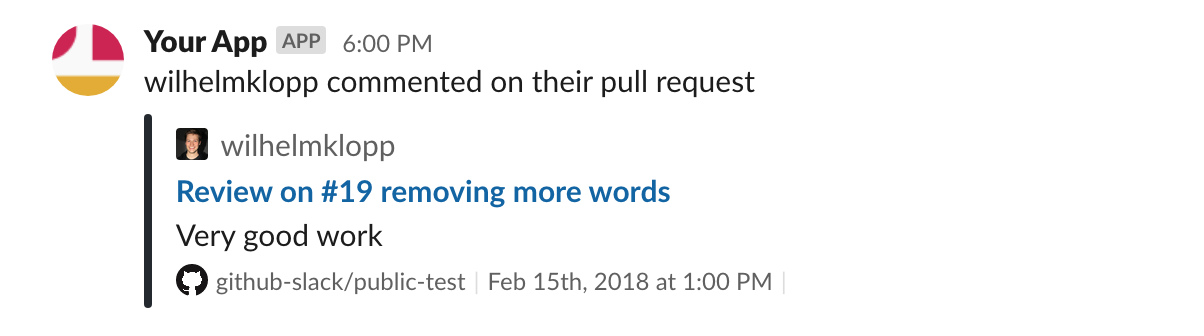 Your App APP 6:00 PM
wilhelmklopp commented on their pull request
wilhelmklopp
Review on #19 removing more words
Very good work
github-slack/public-test | Feb 15th, 2018 at 1:00 PM |